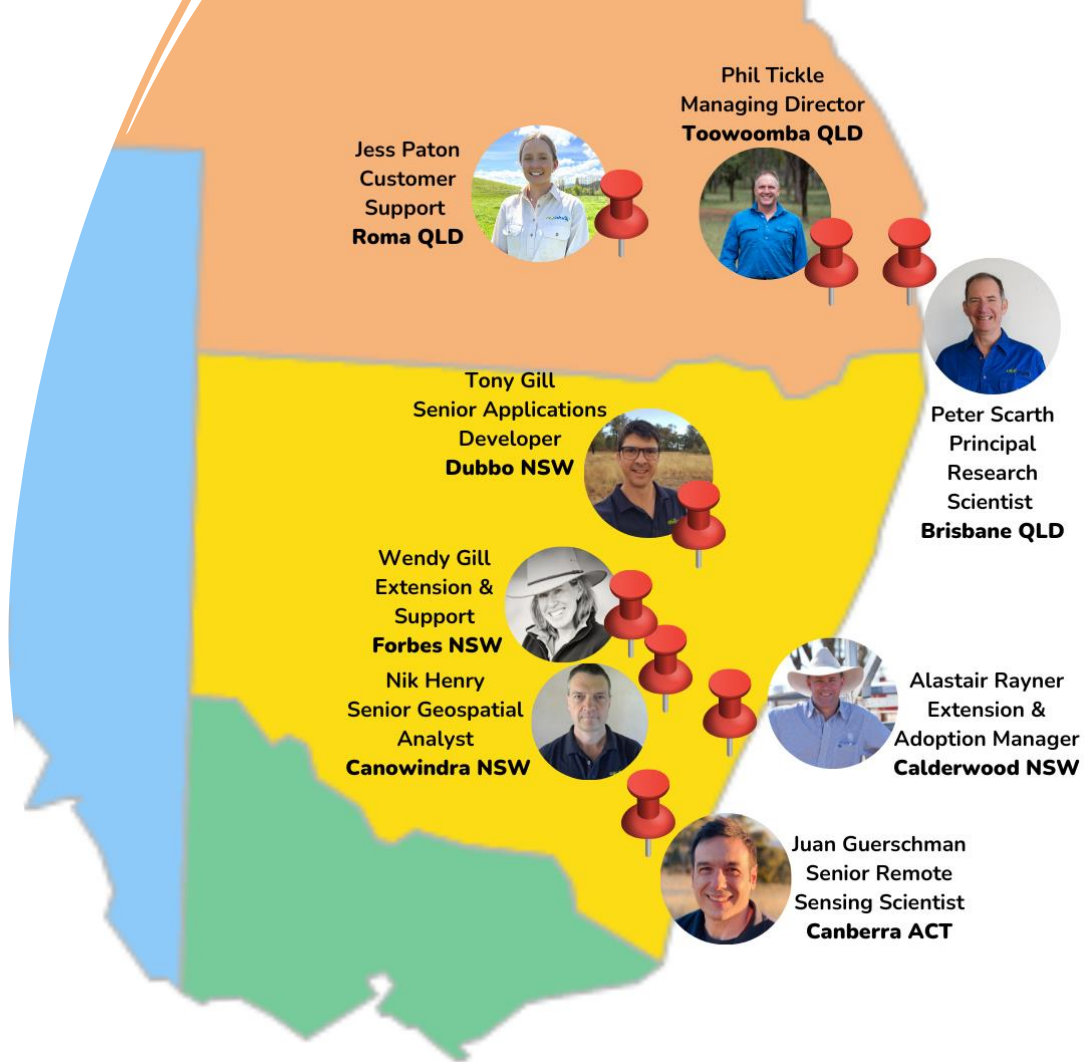 Phil Tickle
Managing Director
Toowoomba QLD
Jess Paton
Customer
Support
Roma QLD
Peter Scarth
Principal
Research
Scientist
Brisbane QLD
Tony Gill
Senior Applications
Developer
Dubbo NSW
Wendy Gill
Extension &
Support
Forbes NSW
Nik Henry
Senior Geospatial
Analyst
Canowindra NSW
Alastair Rayner
Extension &
Adoption Manager
Calderwood NSW
Juan Guerschman
Senior Remote
Sensing Scientist
Canberra ACT